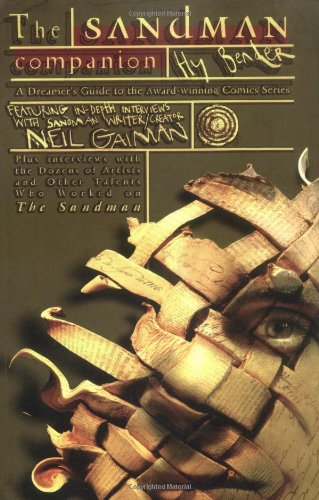 The SANDMAN
companion Hy Bender
A Dreamer's Guide to the Award-winning Comics Series
FEATURING IN-DEPTH INTERVIEWS
WITH SANDMAN WRITER/CREATOR
NEIL GAIMAN
Plus interviews with
the Dozens of Artists
and Other Talents
Who Worked on
The Sandman